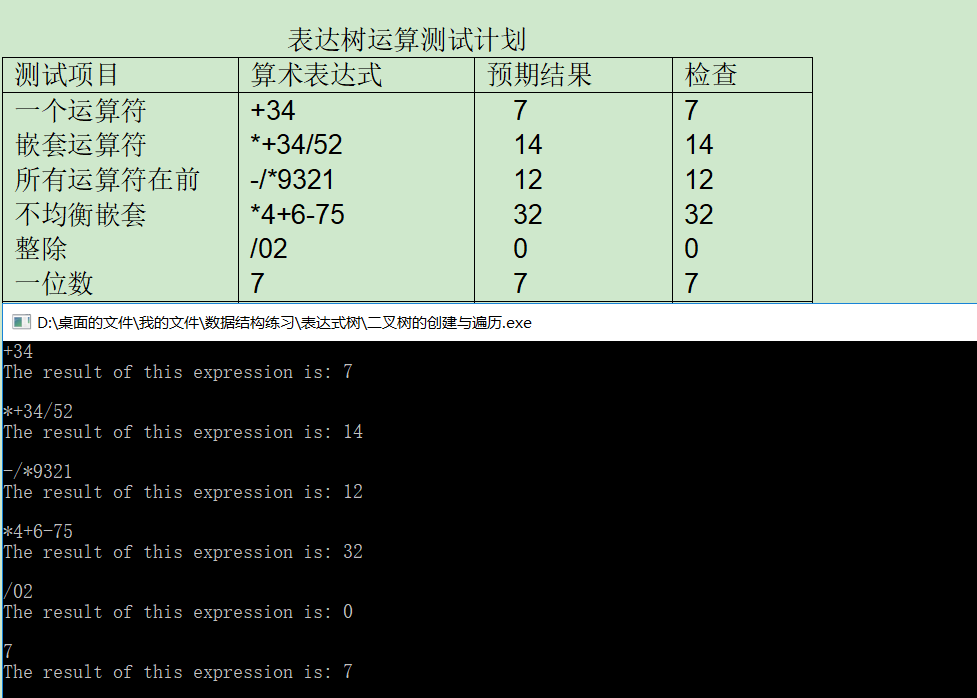 表达树运算测试计划
测试项目 算术表达式 预期结果 检查
一个运算符 +34 7 7
嵌套运算符 *+34/52 14 14
所有运算符在前 -/*9321 12 12
不均衡嵌套 *4+6-75 32 32
整除 /02 0 0
一位数 7 7 7
D:\桌面的文件\我的文件\数据结构练习\表达式树\二叉树的创建与遍历.exe
+34
The result of this expression is: 7
*+34/52
The result of this expression is: 14
-/*9321
The result of this expression is: 12
*4+6-75
The result of this expression is: 32
/02
The result of this expression is: 0
7
The result of this expression is: 7